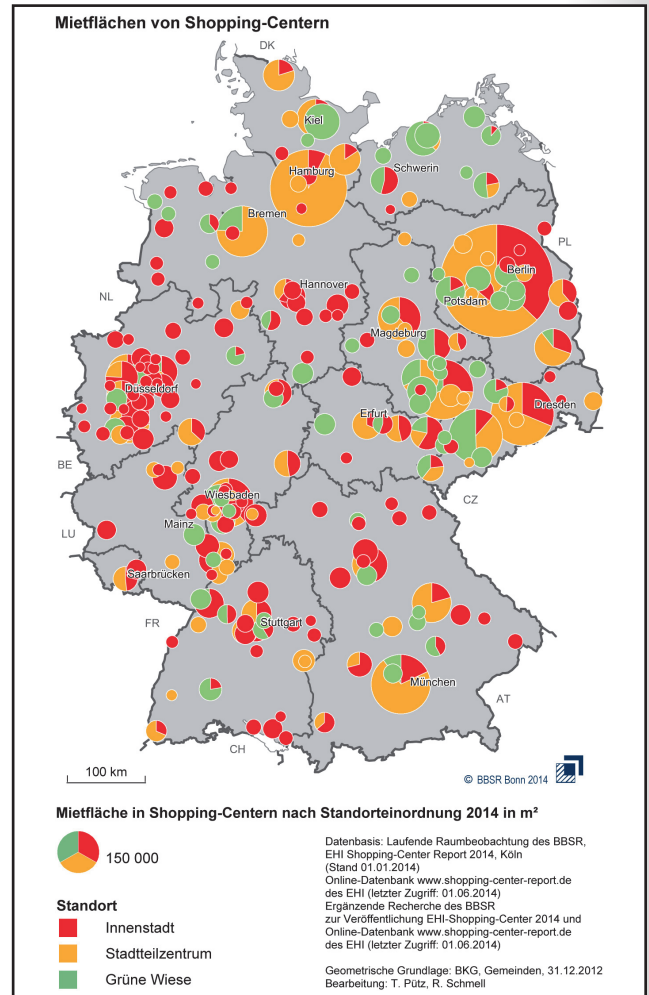 Mietflächen von Shopping-Centern
DK
Kiel
Schwerin
Hamburg
Bremen
PL
Berlin
Potsdam
NL
Hannover
Magdeburg
Düsseldorf
Dresden
Erfurt
BE
Wiesbaden
CZ
Mainz
LU
Saarbrücken
FR
Stuttgart
München
AT
CH
100 km
© BBSR Bonn 2014
Mietfläche in Shopping-Centern nach Standorteinordnung 2014 in m²
150 000
Standort
Innenstadt
Stadtteilzentrum
Grüne Wiese
Datenbasis: Laufende Raumbeobachtung des BBSR,
EHI Shopping-Center Report 2014, Köln
(Stand 01.01.2014)
Online-Datenbank www.shopping-center-report.de
des EHI (letzter Zugriff: 01.06.2014)
Ergänzende Recherche des BBSR
zur Veröffentlichung EHI-Shopping-Center 2014 und
Online-Datenbank www.shopping-center-report.de
des EHI (letzter Zugriff: 01.06.2014)
Geometrische Grundlage: BKG, Gemeinden, 31.12.2012
Bearbeitung: T. Pütz, R. Schmell